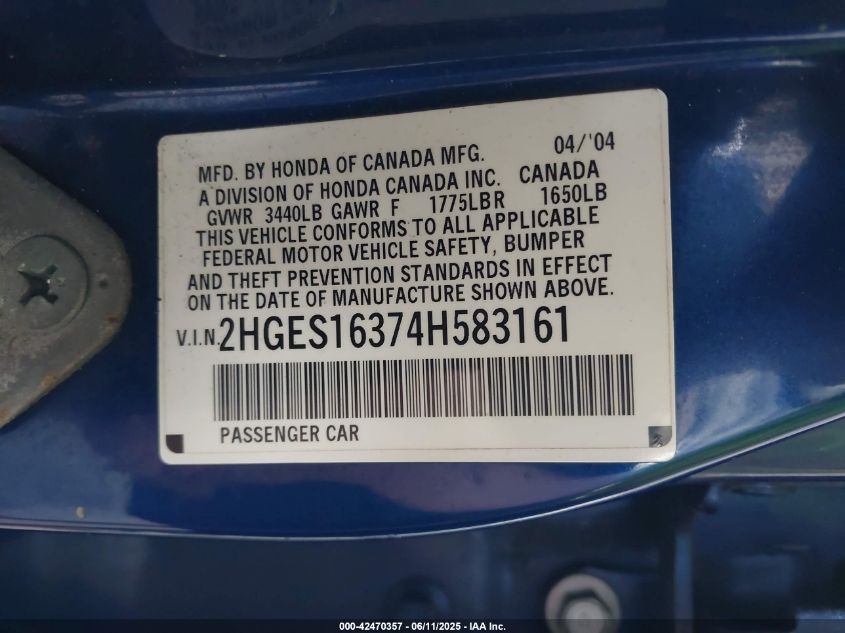 MFD. BY HONDA OF CANADA MFG. 04/'04
A DIVISION OF HONDA CANADA INC. CANADA
GVWR 3440LB GAWR F 1775LBR 1650LB
THIS VEHICLE CONFORMS TO ALL APPLICABLE
FEDERAL MOTOR VEHICLE SAFETY, BUMPER
AND THEFT PREVENTION STANDARDS IN EFFECT
ON THE DATE OF MANUFACTURE SHOWN ABOVE.
V.I.N. 2HGES16374H583161
PASSENGER CAR
000-42470357 - 06/11/2025 - IAA Inc.